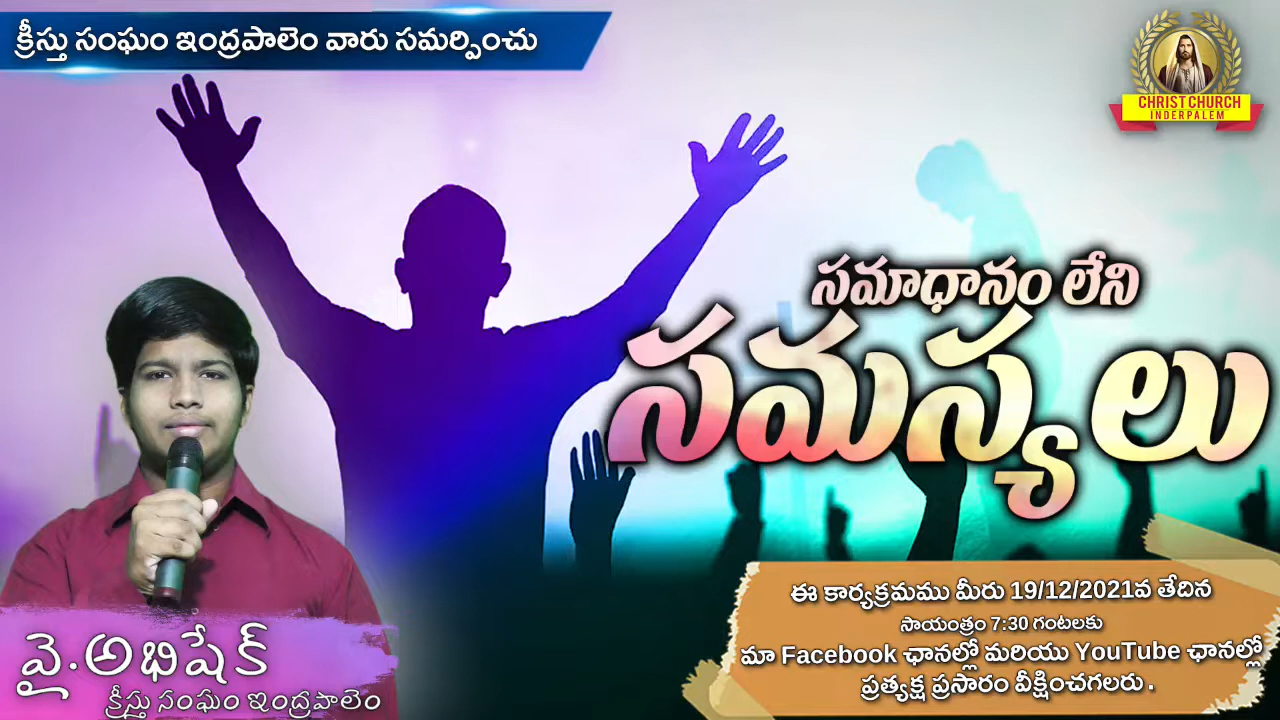 క్రీస్తు సంఘం ఇంద్రపాలెం వారు సమర్పించు
CHRIST CHURCH
INDERPALEM
సమాధానం లేని
సమస్యలు
వై.అభిషేక్
క్రీస్తు సంఘం ఇంద్రపాలెం
ఈ కార్యక్రమము మీరు 19/12/2021వ తేదిన
సాయంత్రం 7:30 గంటలకు
మా Facebook ఛానల్లో మరియు YouTube ఛానల్లో
ప్రత్యక్ష ప్రసారం వీక్షించగలరు .